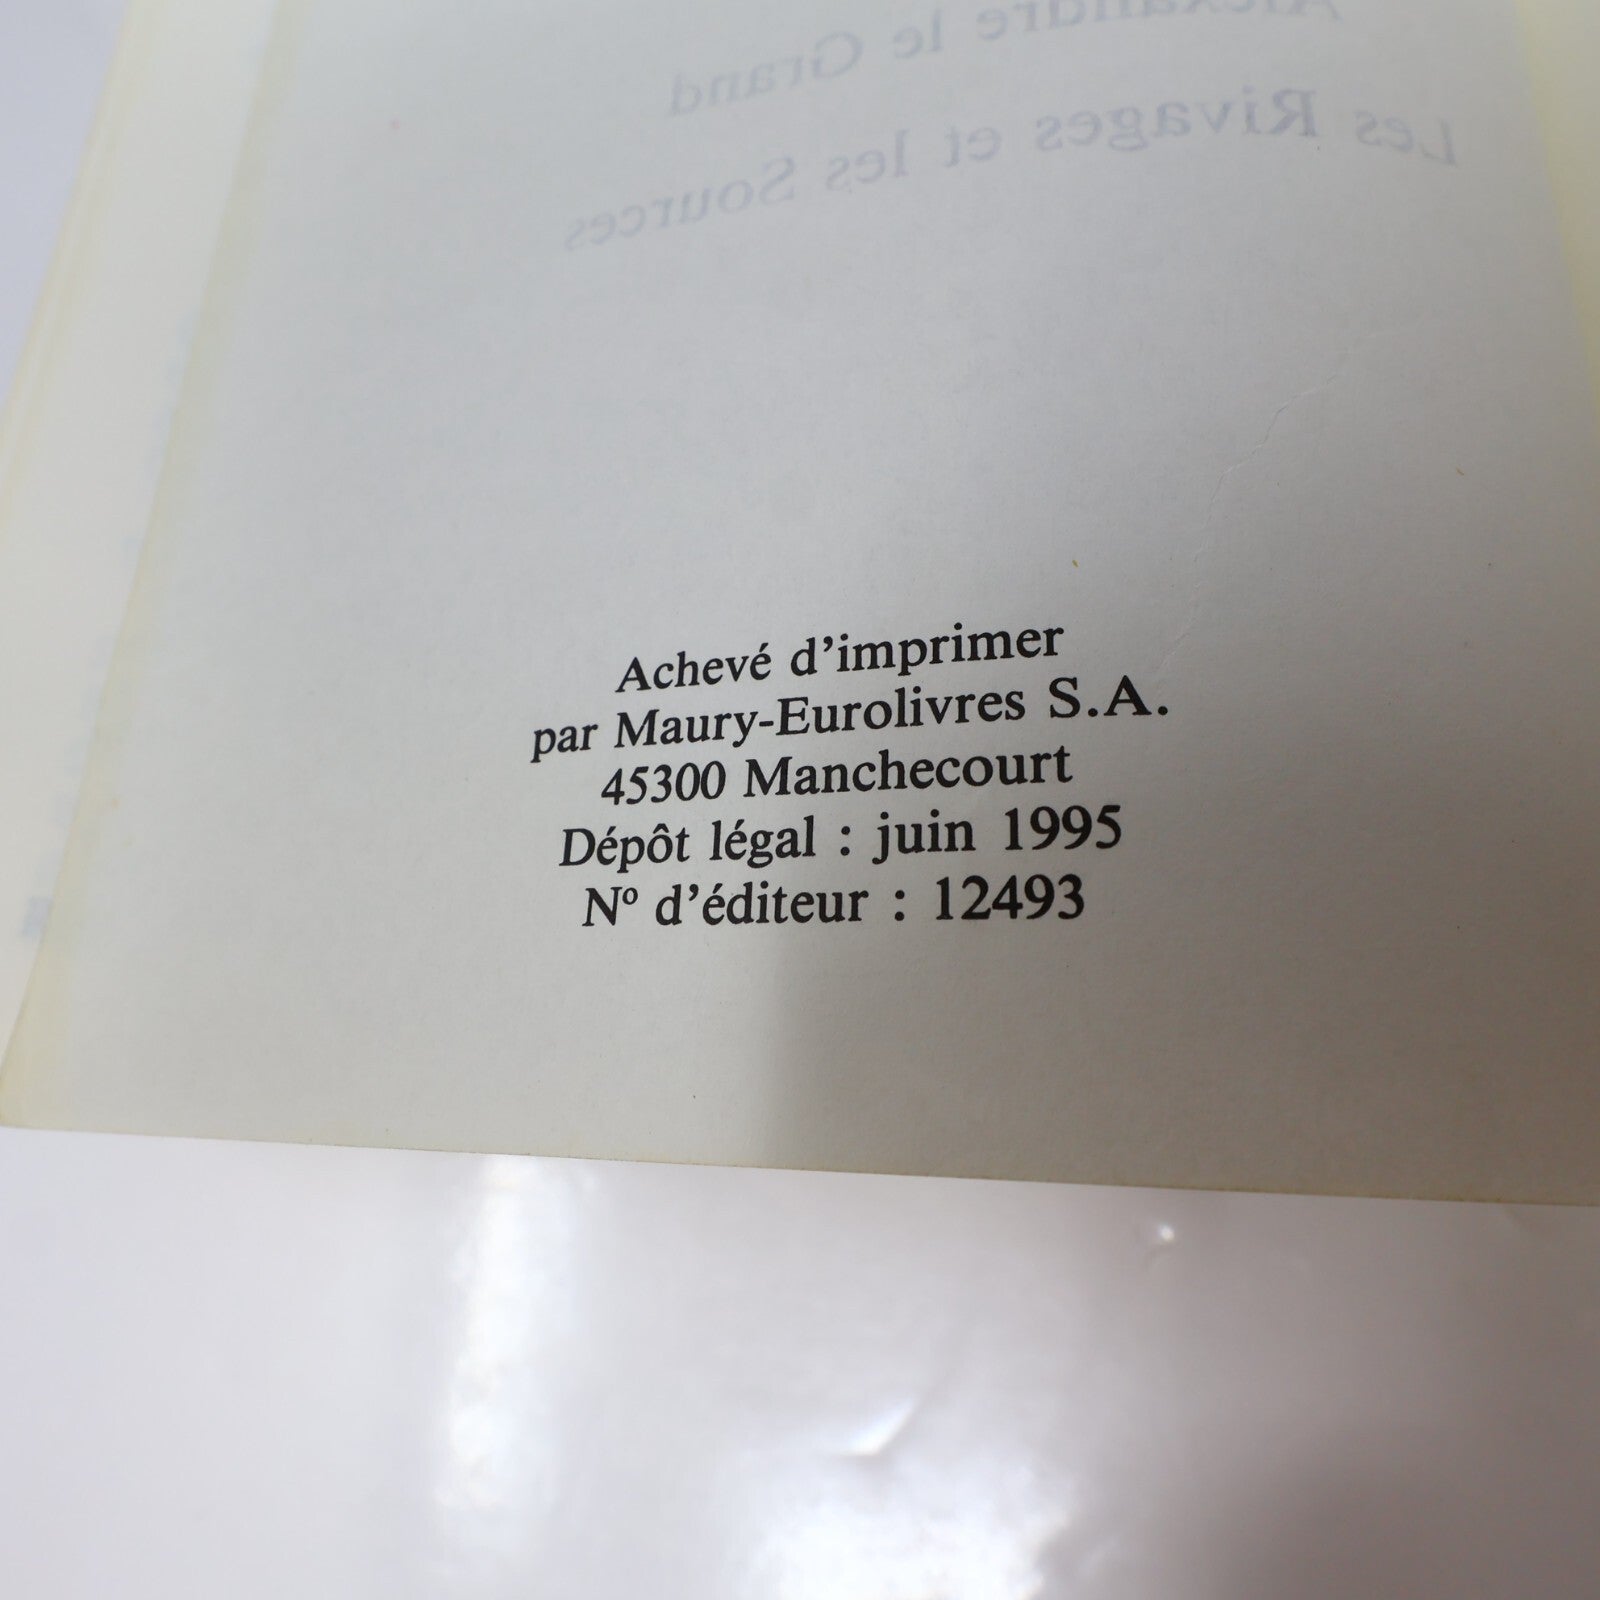 Alexandre le Grand
Les Rivages et les Sources
Achevé d'imprimer
par Maury-Eurolivres S.A.
45300 Manchecourt
Dépôt légal : juin 1995
Nº d'éditeur : 12493